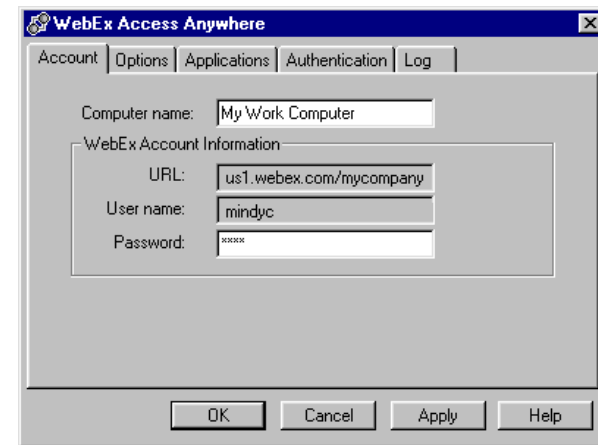 WebEx Access Anywhere
Account Options Applications Authentication Log
Computer name: My Work Computer
WebEx Account Information
URL: us1.webex.com/mycompany
User name: mindyc
Password: ****
OK Cancel Apply Help